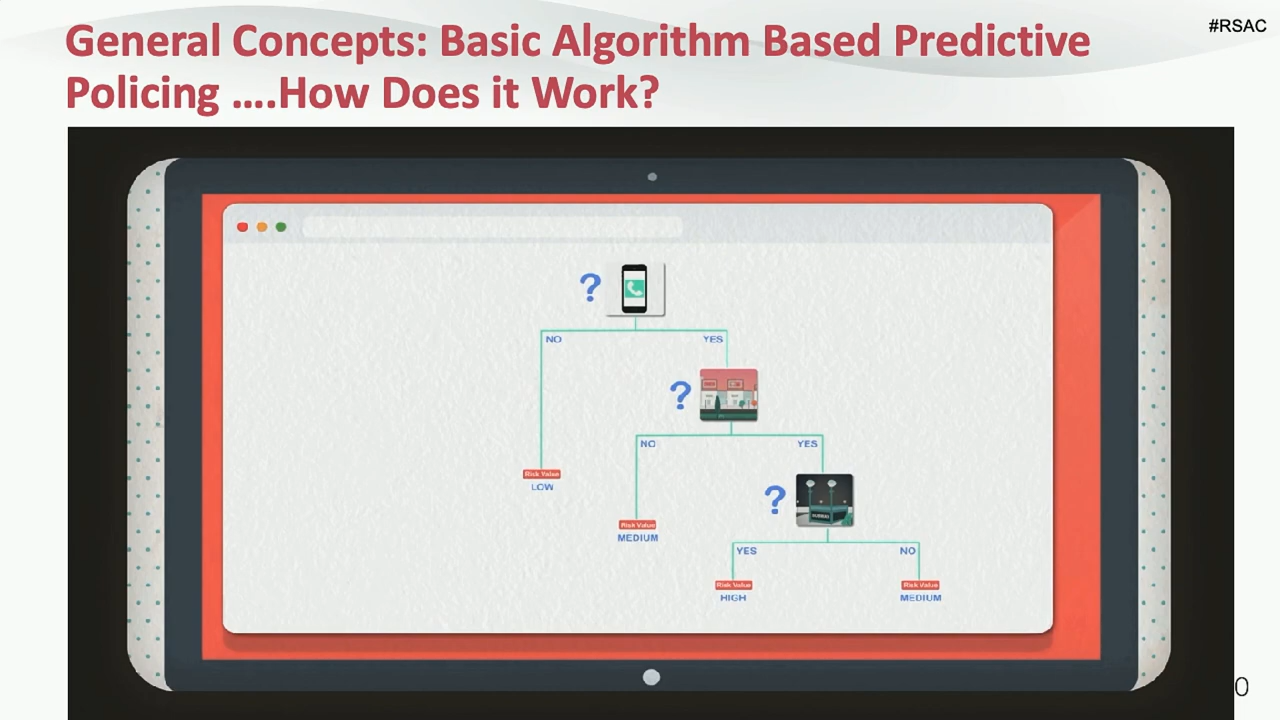 General Concepts: Basic Algorithm Based Predictive
Policing ....How Does it Work?
#RSAC
?
NO
YES
?
NO
YES
Risk Value
LOW
?
Risk Value
MEDIUM
YES
NO
Risk Value
HIGH
Risk Value
MEDIUM
0